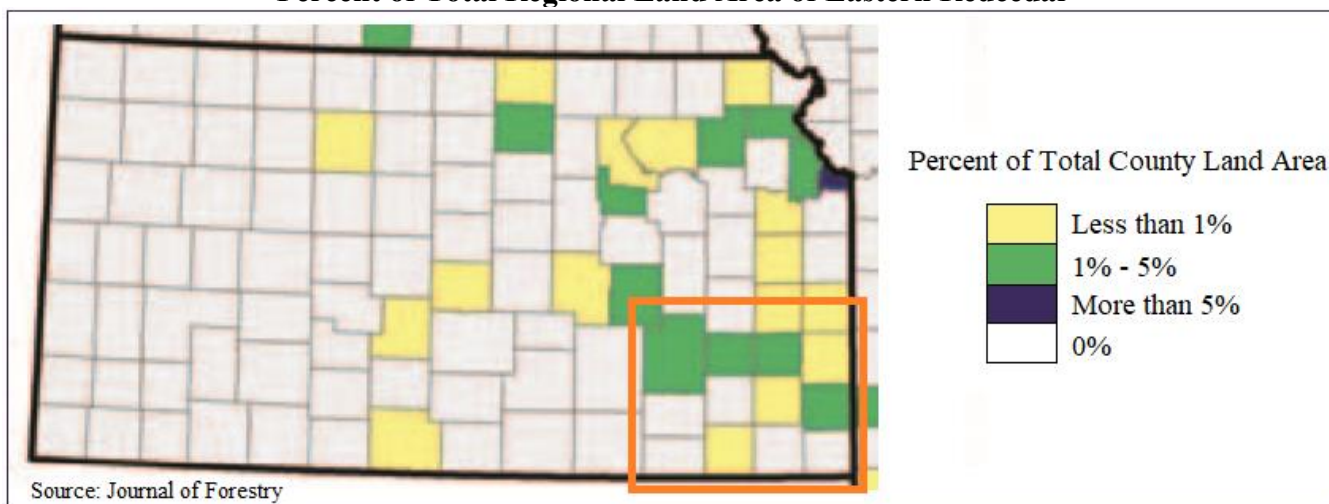 Percent of Total Regional Land Area of Eastern Redcedar
Percent of Total County Land Area
Less than 1%
1% - 5%
More than 5%
0%
Source: Journal of Forestry